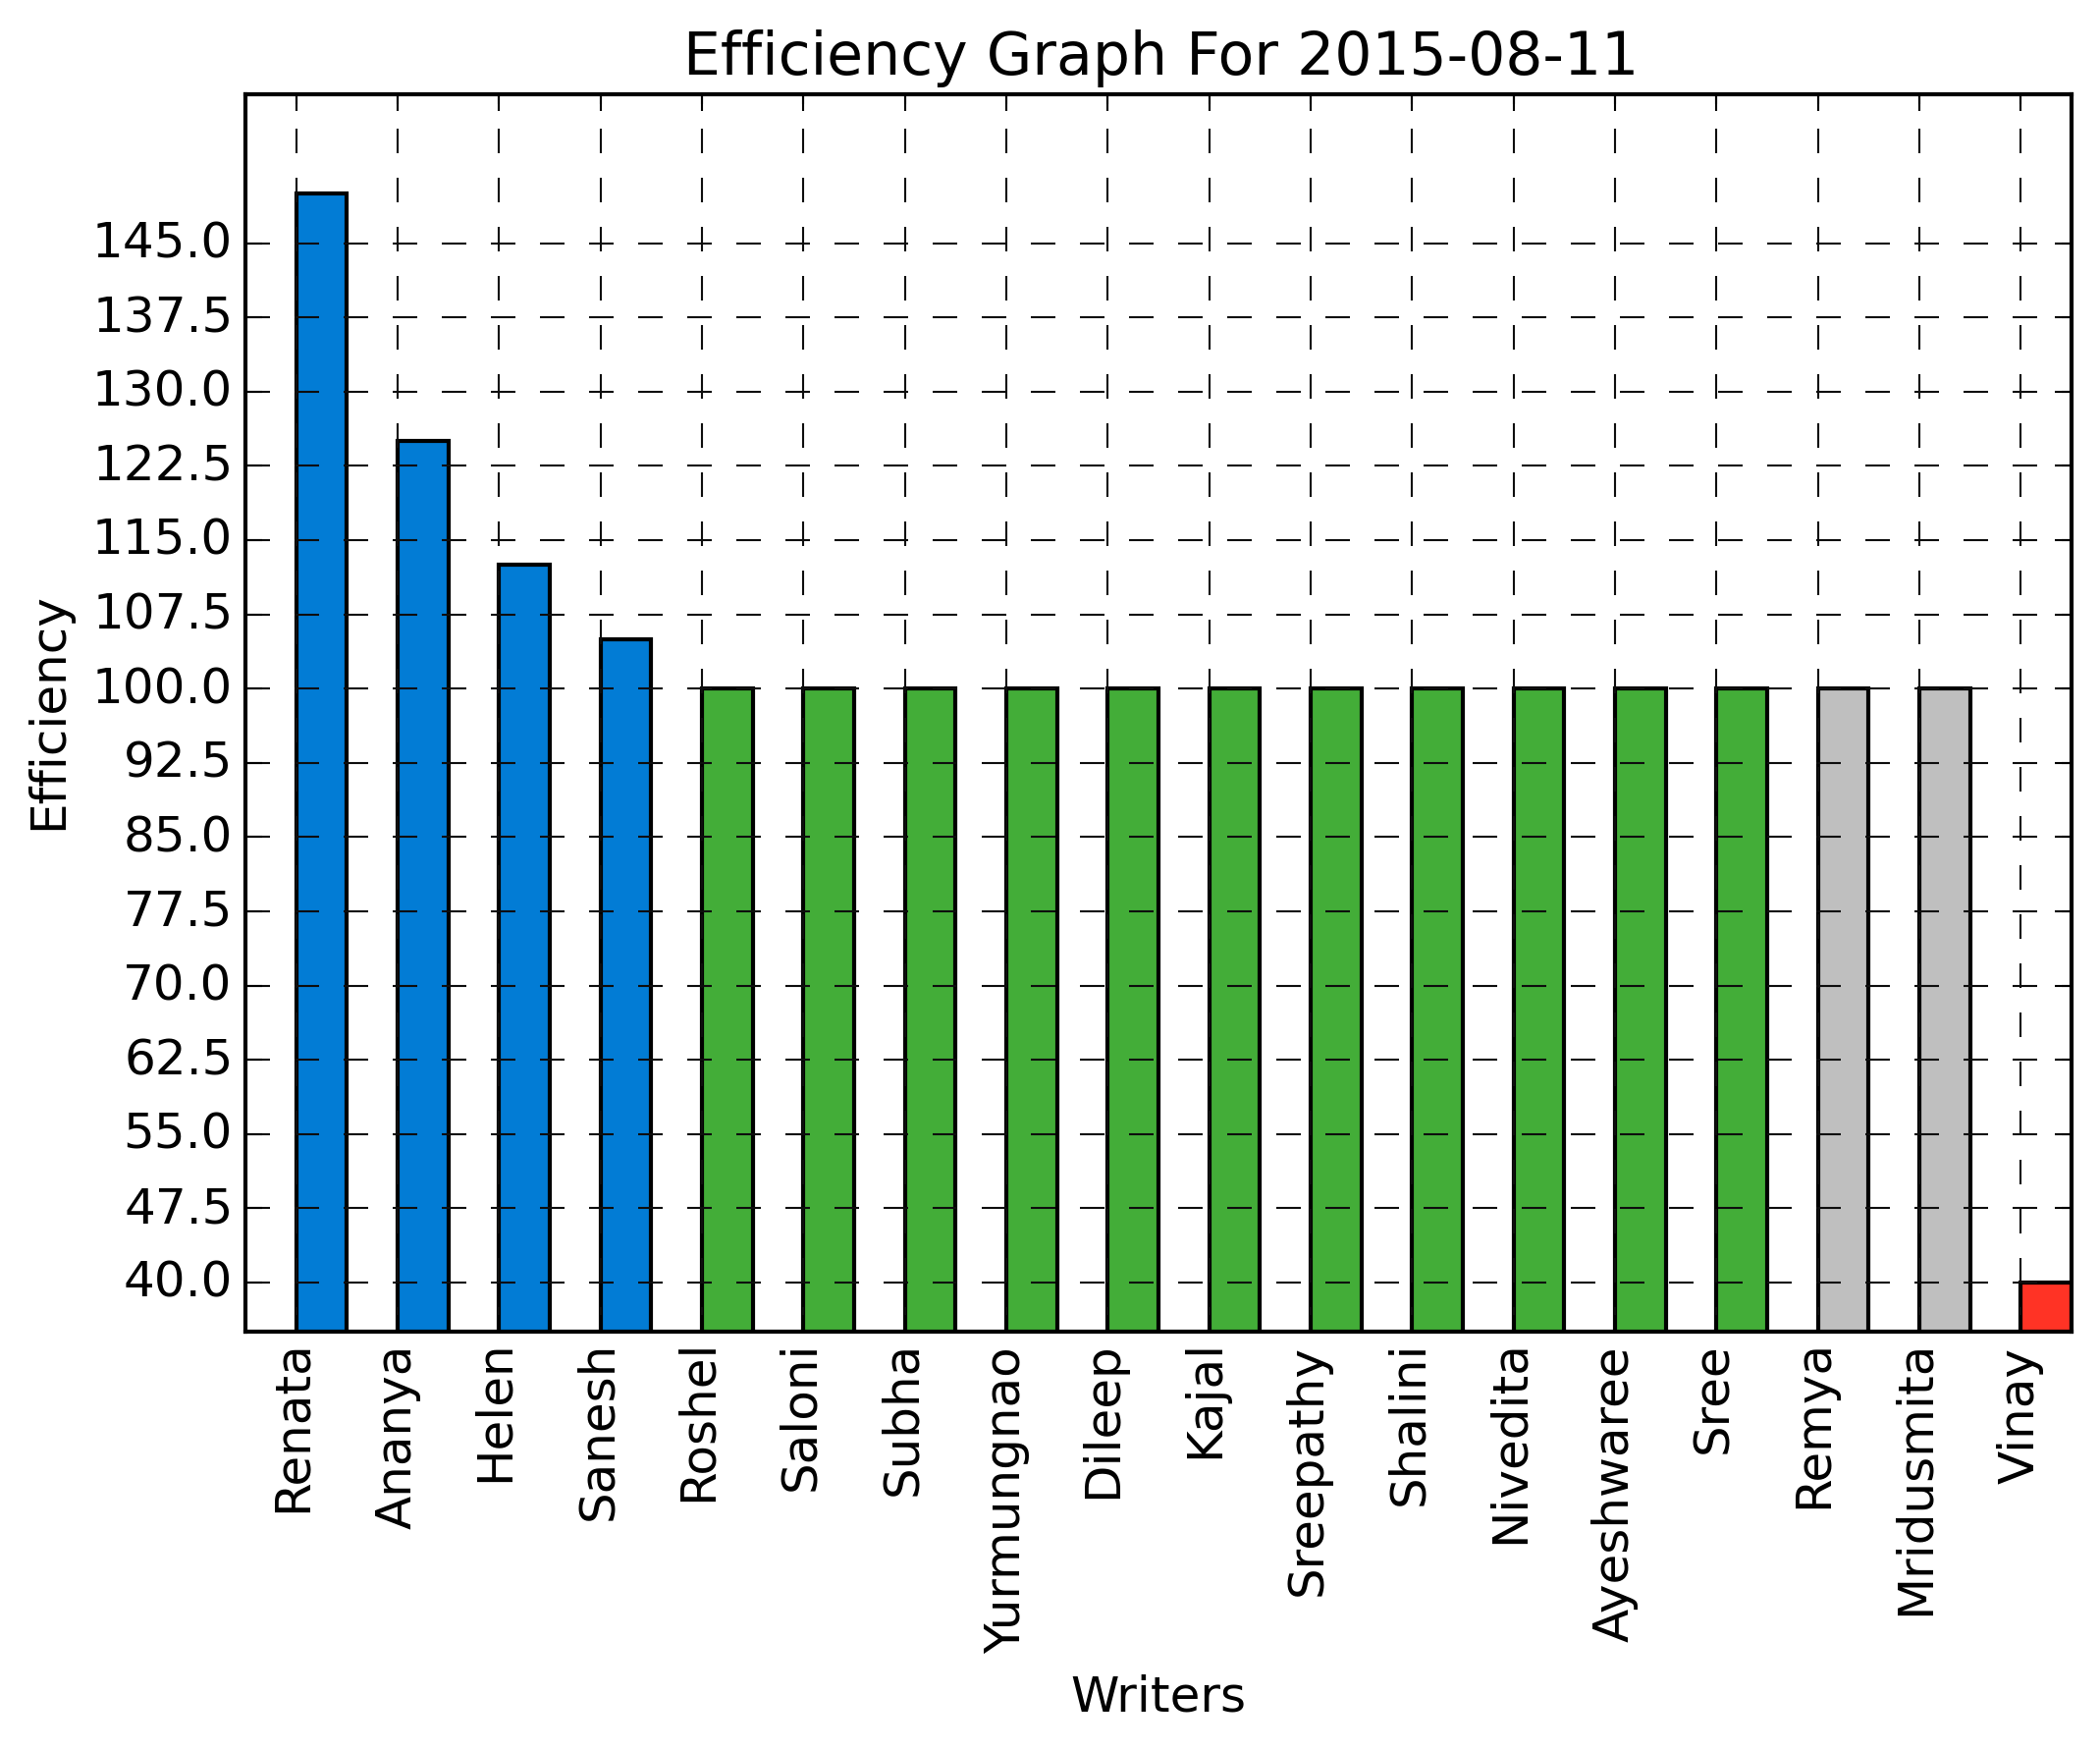 Efficiency Graph For 2015-08-11
Efficiency
145.0
137.5
130.0
122.5
115.0
107.5
100.0
92.5
85.0
77.5
70.0
62.5
55.0
47.5
40.0
Renata
Ananya
Helen
Sanesh
Roshel
Saloni
Subha
Yurmungnao
Dileep
Kajal
Sreepathy
Shalini
Nivedita
Ayeshwaree
Sree
Remya
Mridusmita
Vinay
Writers